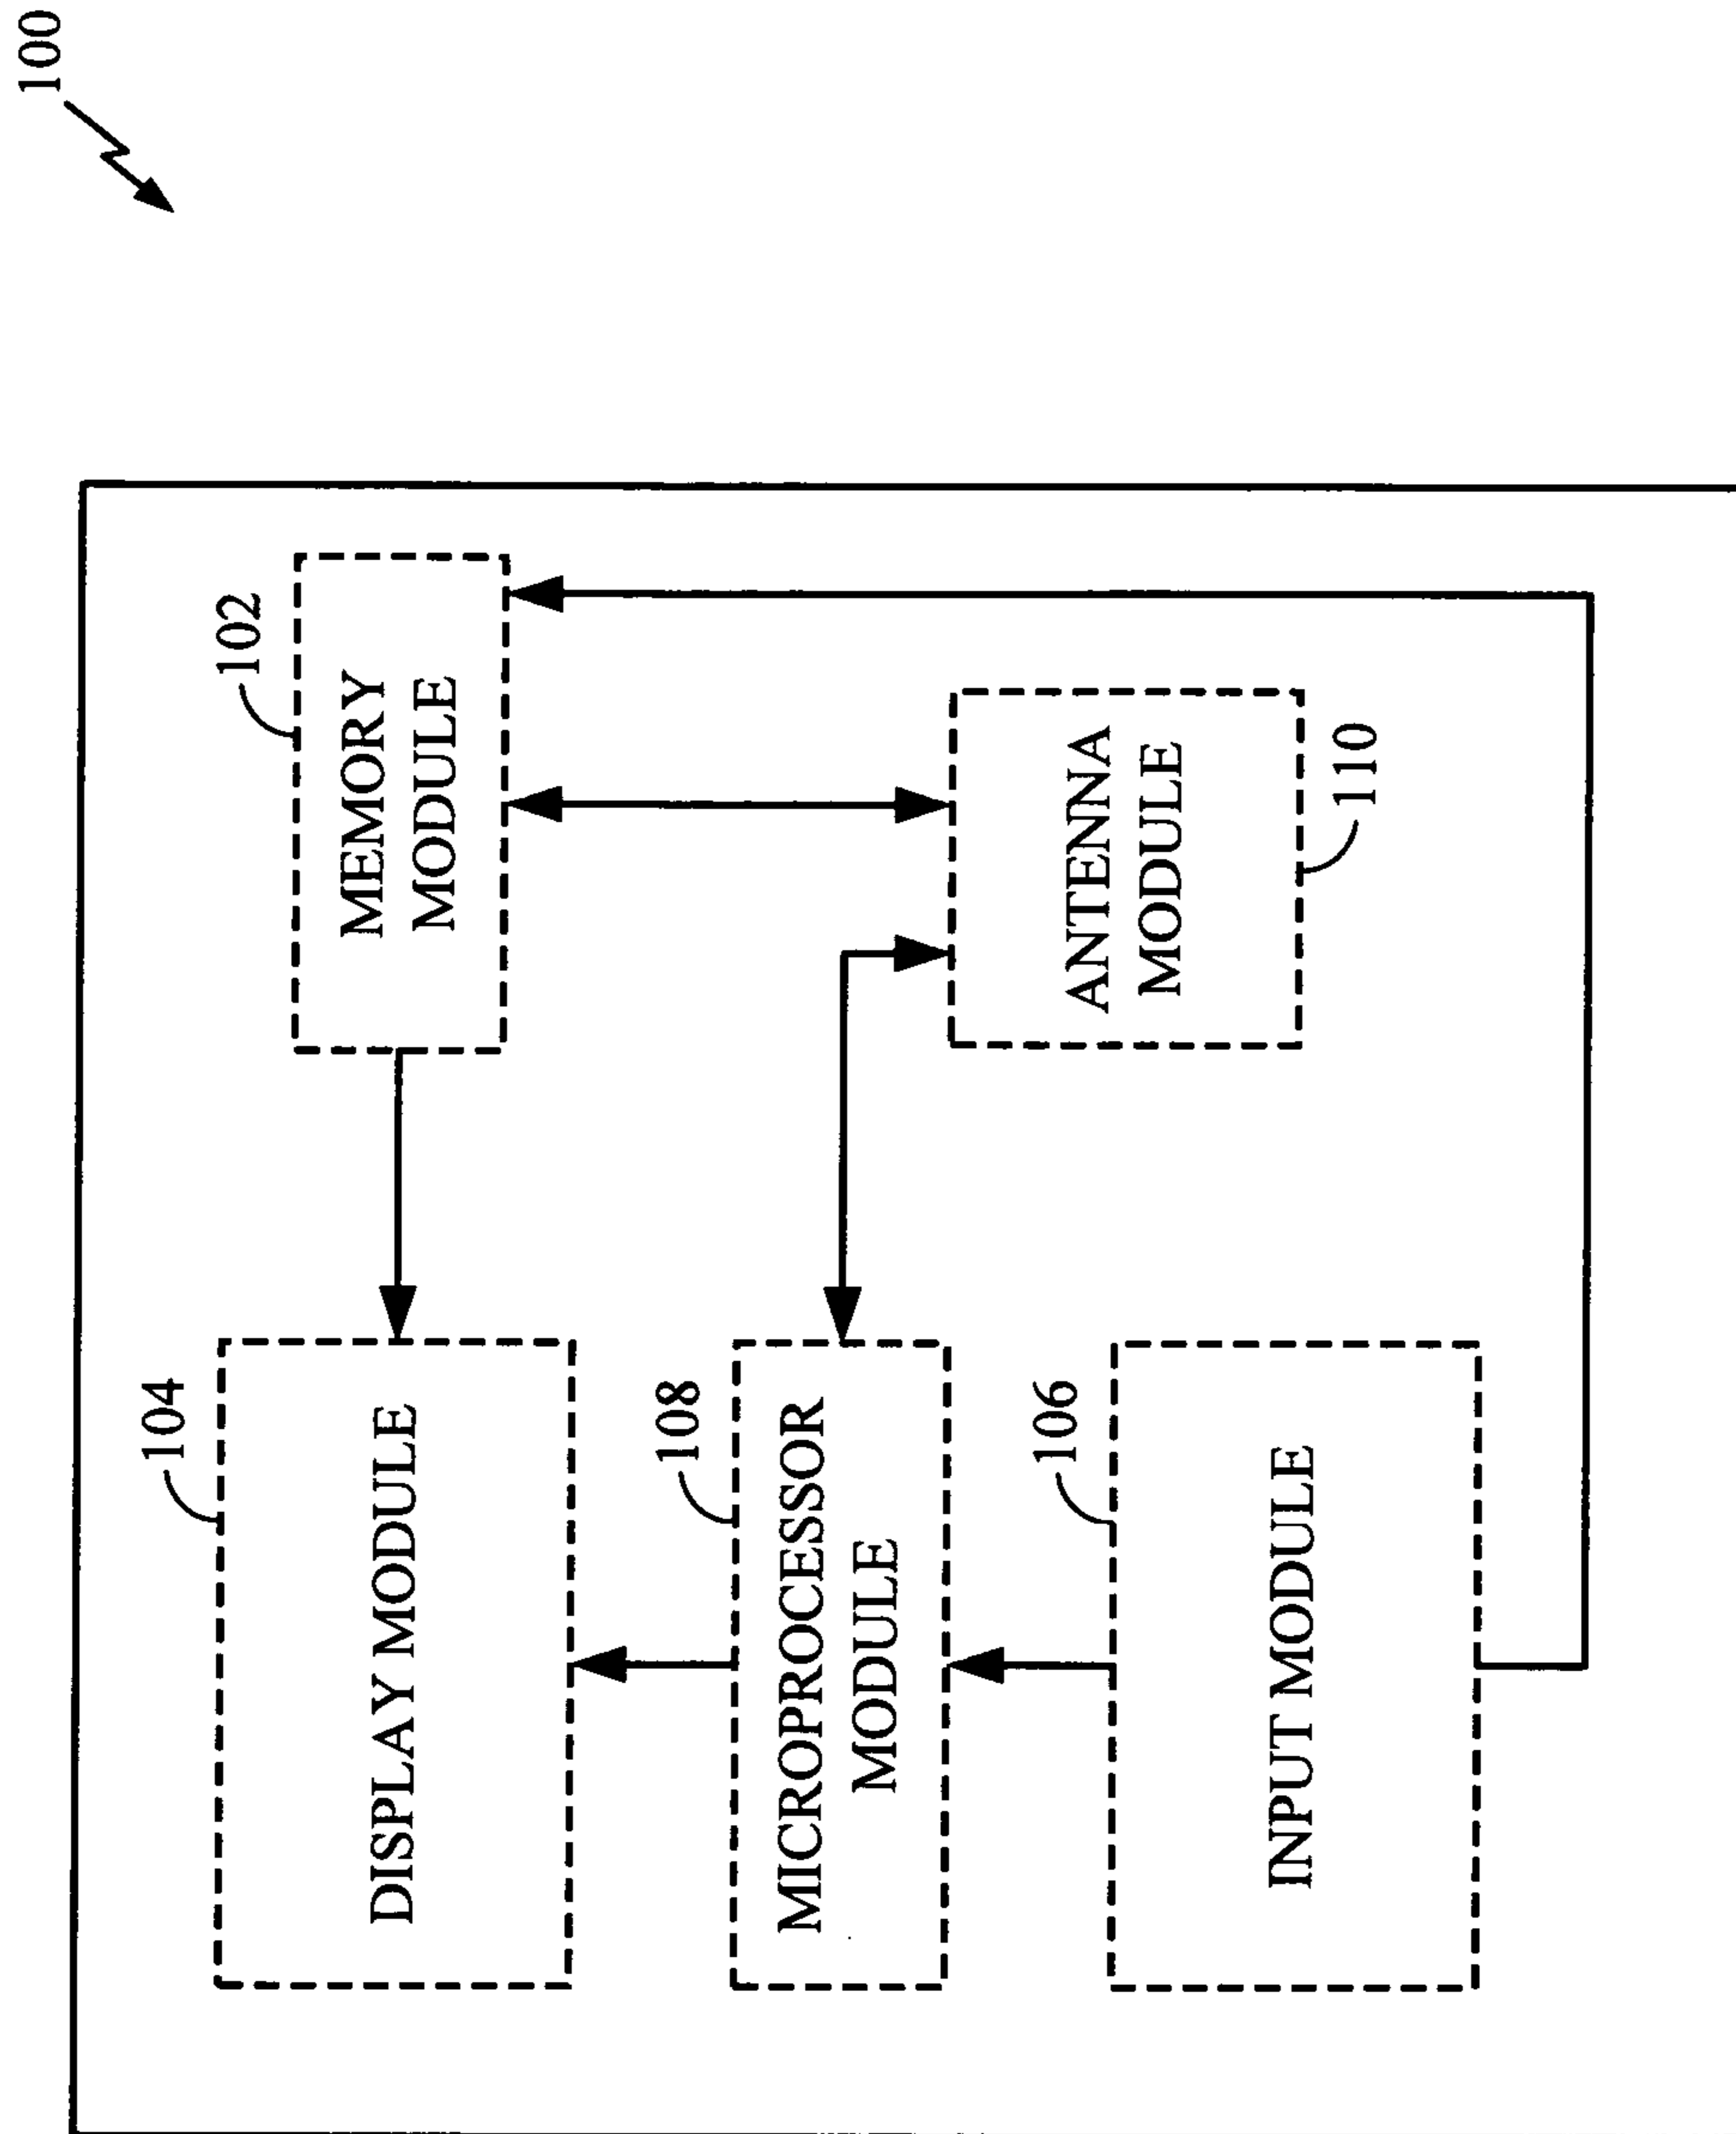 100
104
DISPLAY MODULE
102
MEMORY
MODULE
108
MICROPROCESSOR
MODULE
106
INPUT MODULE
ANTENNA
MODULE
110